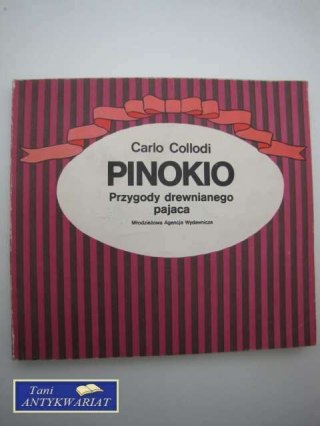 Carlo Collodi
PINOKIO
Przygody drewnianego
pajaca
Młodzieżowa Agencja Wydawnicza
Tani
ANTYKWARIAT